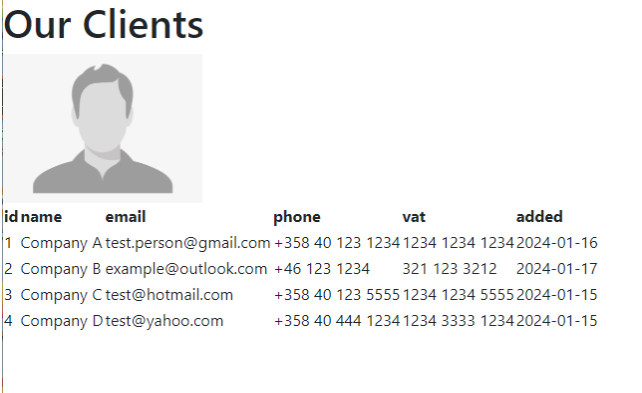 Our Clients
id name email phone vat added
1 Company A test.person@gmail.com +358 40 123 1234 1234 1234 1234 2024-01-16
2 Company B example@outlook.com +46 123 1234 321 123 3212 2024-01-17
3 Company C test@hotmail.com +358 40 123 5555 1234 1234 5555 2024-01-15
4 Company D test@yahoo.com +358 40 444 1234 1234 3333 1234 2024-01-15